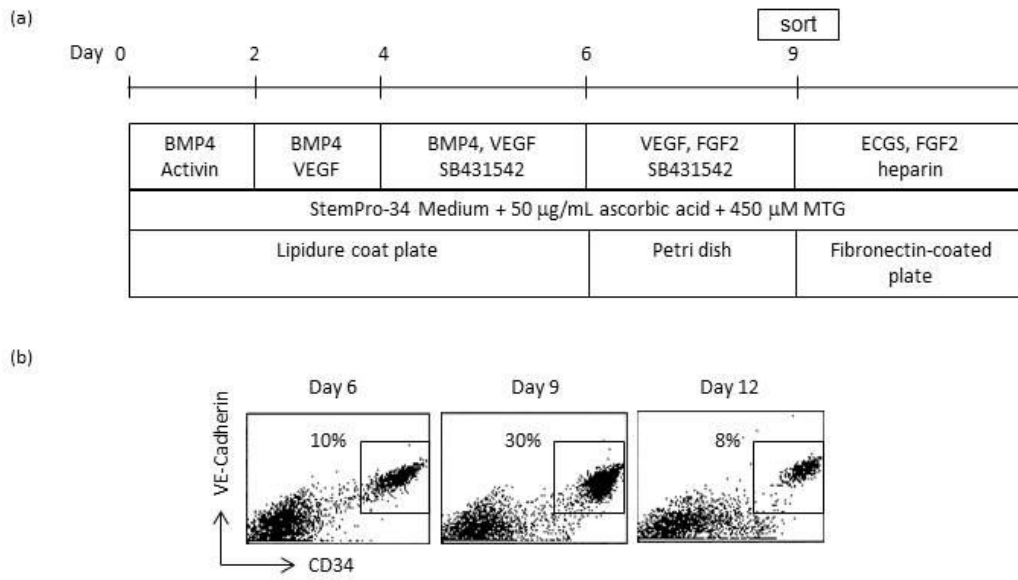 (a)
sort
Day 0 2 4 6 9
BMP4
Activin
BMP4
VEGF
BMP4, VEGF
SB431542
VEGF, FGF2
SB431542
ECGS, FGF2
heparin
StemPro-34 Medium + 50 µg/mL ascorbic acid + 450 µM MTG
Lipidure coat plate
Petri dish
Fibronectin-coated
plate
(b)
Day 6
Day 9
Day 12
VE-Cadherin
10%
30%
8%
CD34